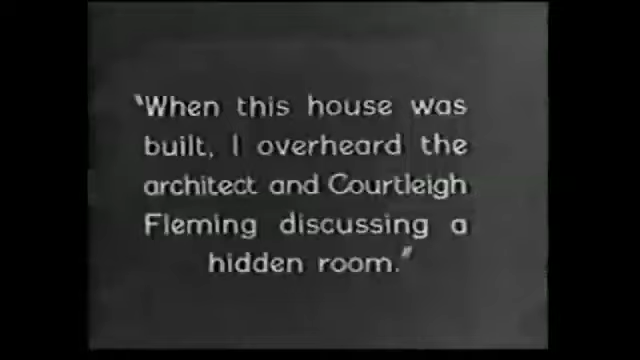 "When this house was
built, I overheard the
architect and Courtleigh
Fleming discussing a
hidden room."